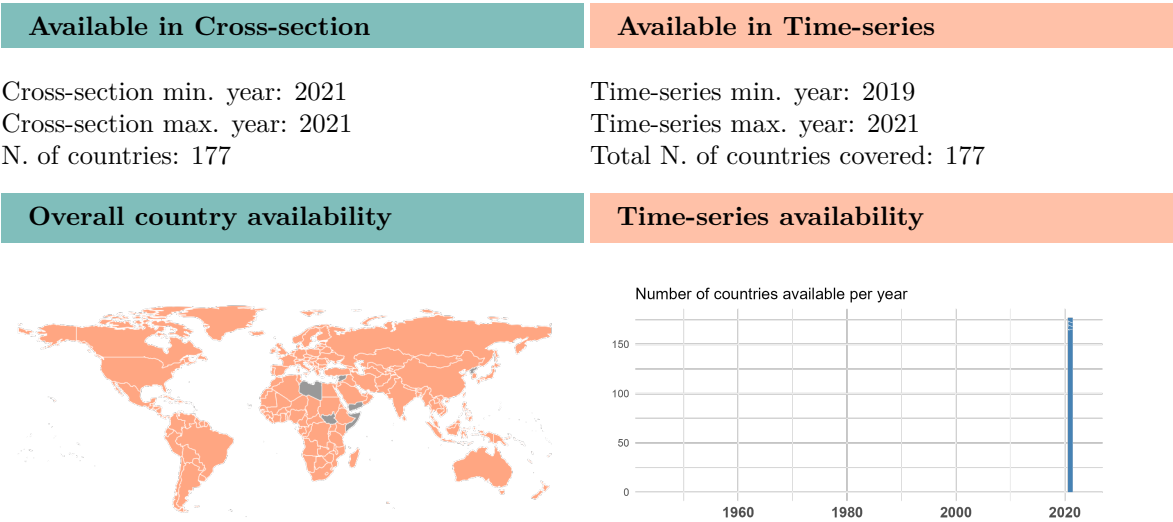 Available in Cross-section
Available in Time-series
Cross-section min. year: 2021
Cross-section max. year: 2021
N. of countries: 177
Time-series min. year: 2019
Time-series max. year: 2021
Total N. of countries covered: 177
Overall country availability
Time-series availability
Number of countries available per year
150
100
50
0
1960 1980 2000 2020